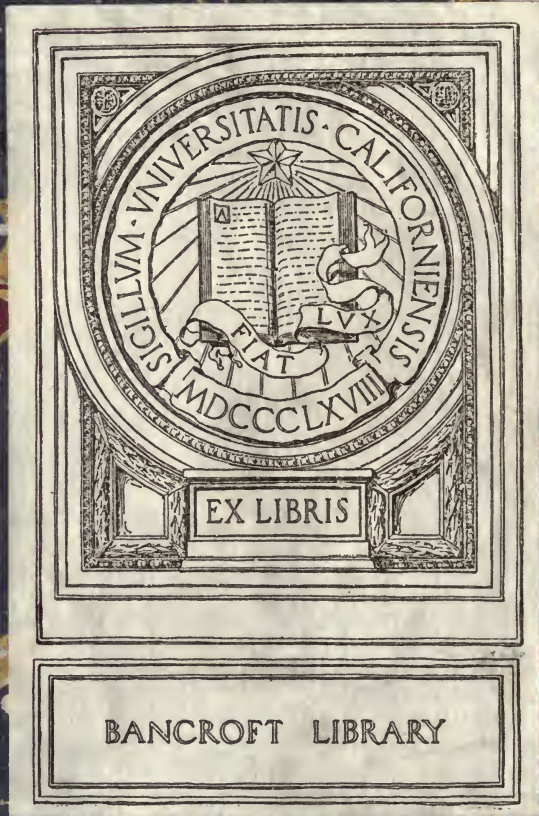 SIGILLVM · VNIVERSITATIS · CALIFORNIENSIS
A
FIAT
LVX
MDCCCLXVIII
EX LIBRIS
BANCROFT LIBRARY